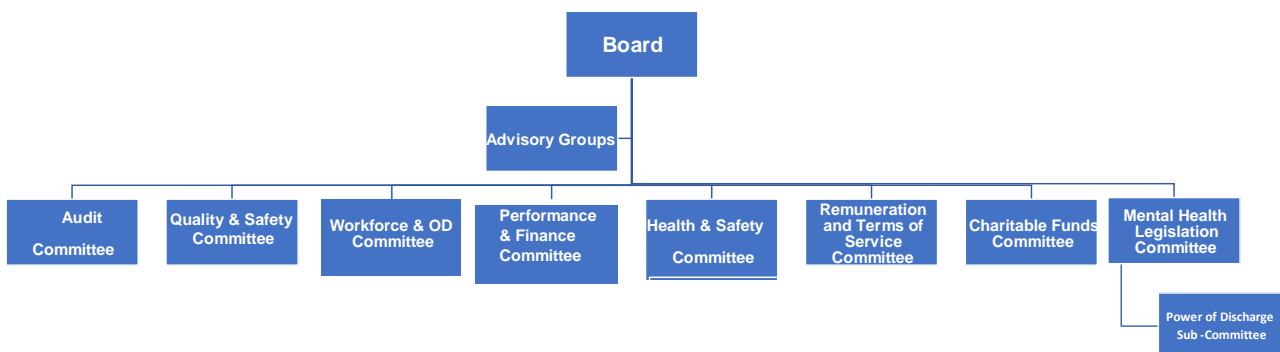 Board
Advisory Groups
Audit
Committee
Quality & Safety
Committee
Workforce & OD
Committee
Performance
& Finance
Committee
Health & Safety
Committee
Remuneration
and Terms of
Service
Committee
Charitable Funds
Committee
Mental Health
Legislation
Committee
Power of Discharge
Sub -Committee